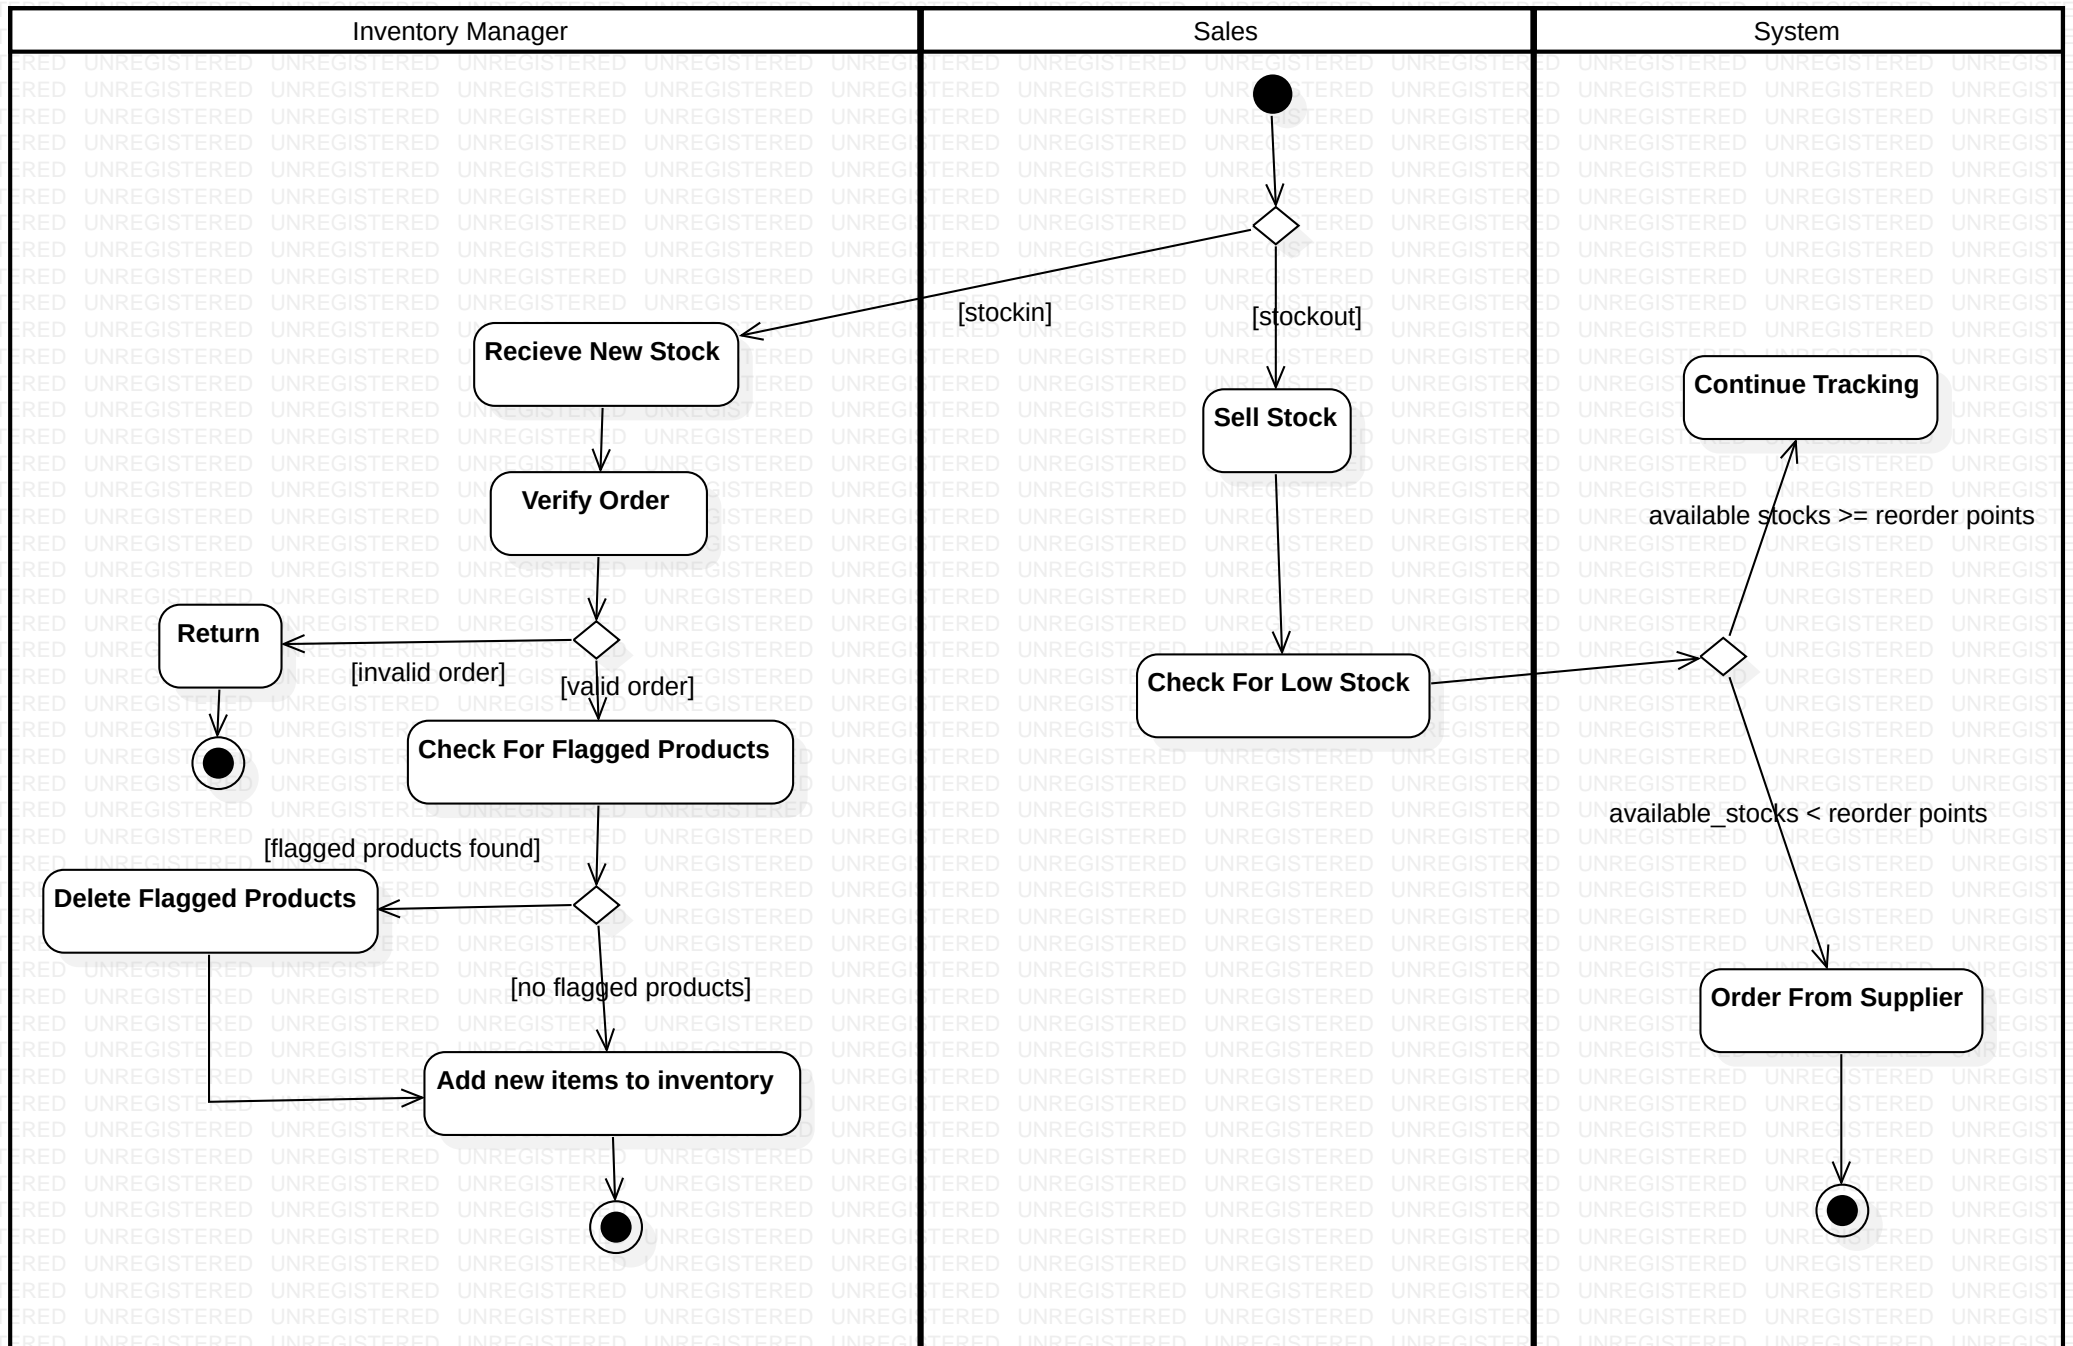 Inventory Manager
Sales
System
[stockin]
[stockout]
Recieve New Stock
Continue Tracking
Sell Stock
Verify Order
available stocks >= reorder points
Return
[invalid order]
[valid order]
Check For Low Stock
Check For Flagged Products
available_stocks < reorder points
[flagged products found]
Delete Flagged Products
[no flagged products]
Order From Supplier
Add new items to inventory
UNREGISTERED